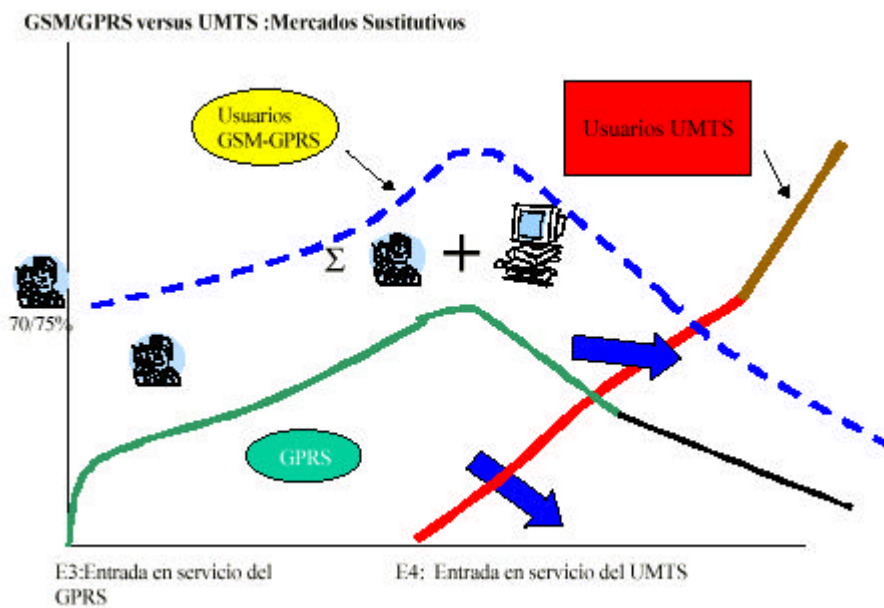 GSM/GPRS versus UMTS :Mercados Sustitutivos
Usuarios
GSM-GPRS
Usuarios UMTS
Σ
+
70/75%
GPRS
E3:Entrada en servicio del
GPRS
E4: Entrada en servicio del UMTS